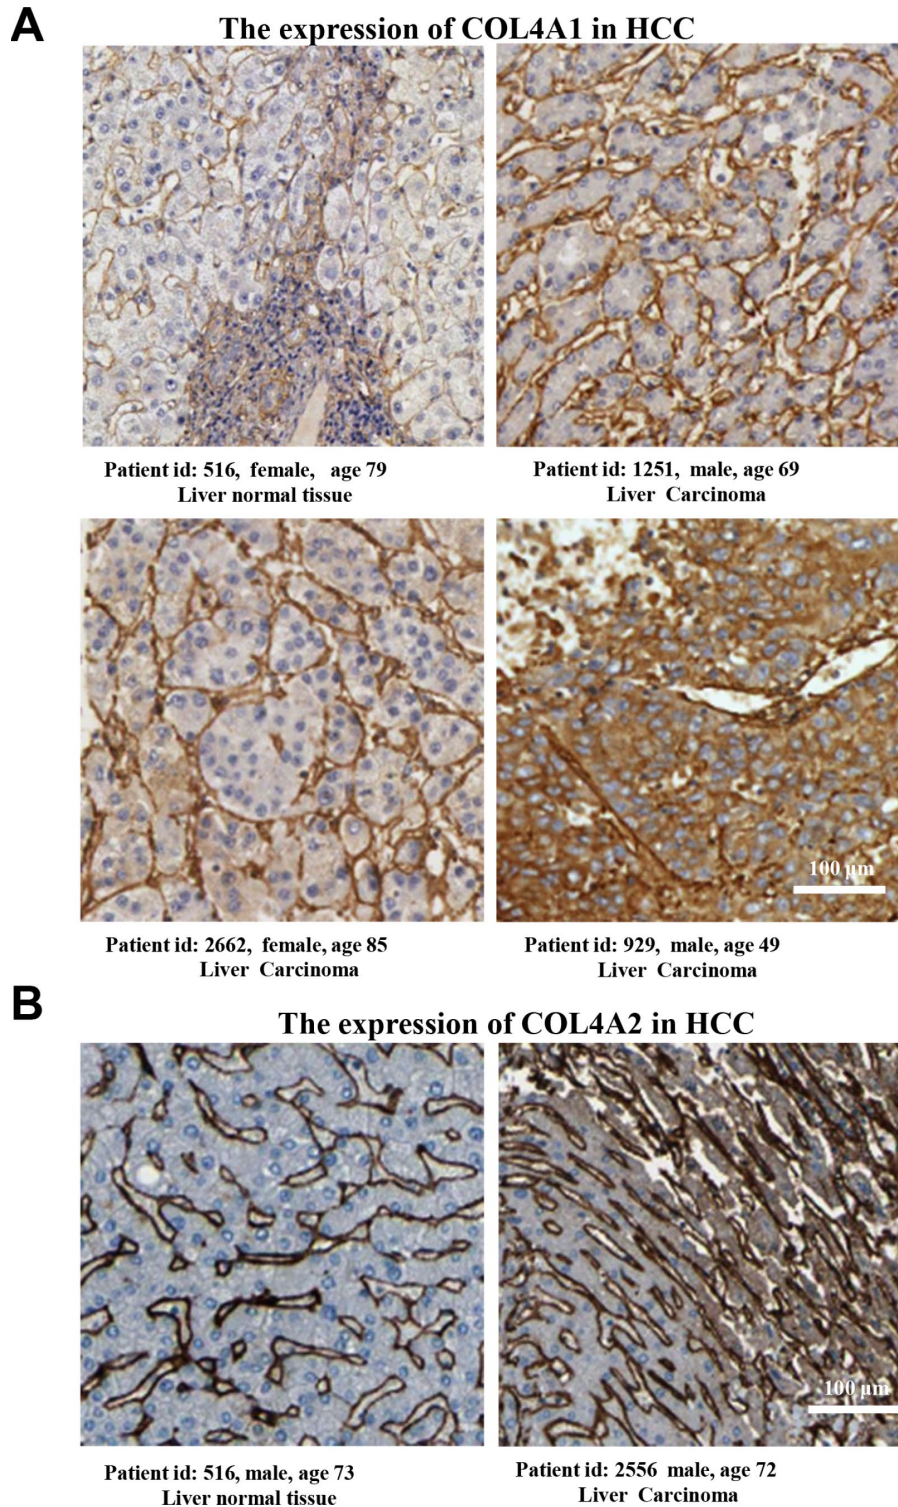 A
The expression of COL4A1 in HCC
Patient id: 516, female, age 79
Liver normal tissue
Patient id: 1251, male, age 69
Liver Carcinoma
100 µm
Patient id: 2662, female, age 85
Liver Carcinoma
Patient id: 929, male, age 49
Liver Carcinoma
B
The expression of COL4A2 in HCC
100 µm
Patient id: 516, male, age 73
Liver normal tissue
Patient id: 2556 male, age 72
Liver Carcinoma